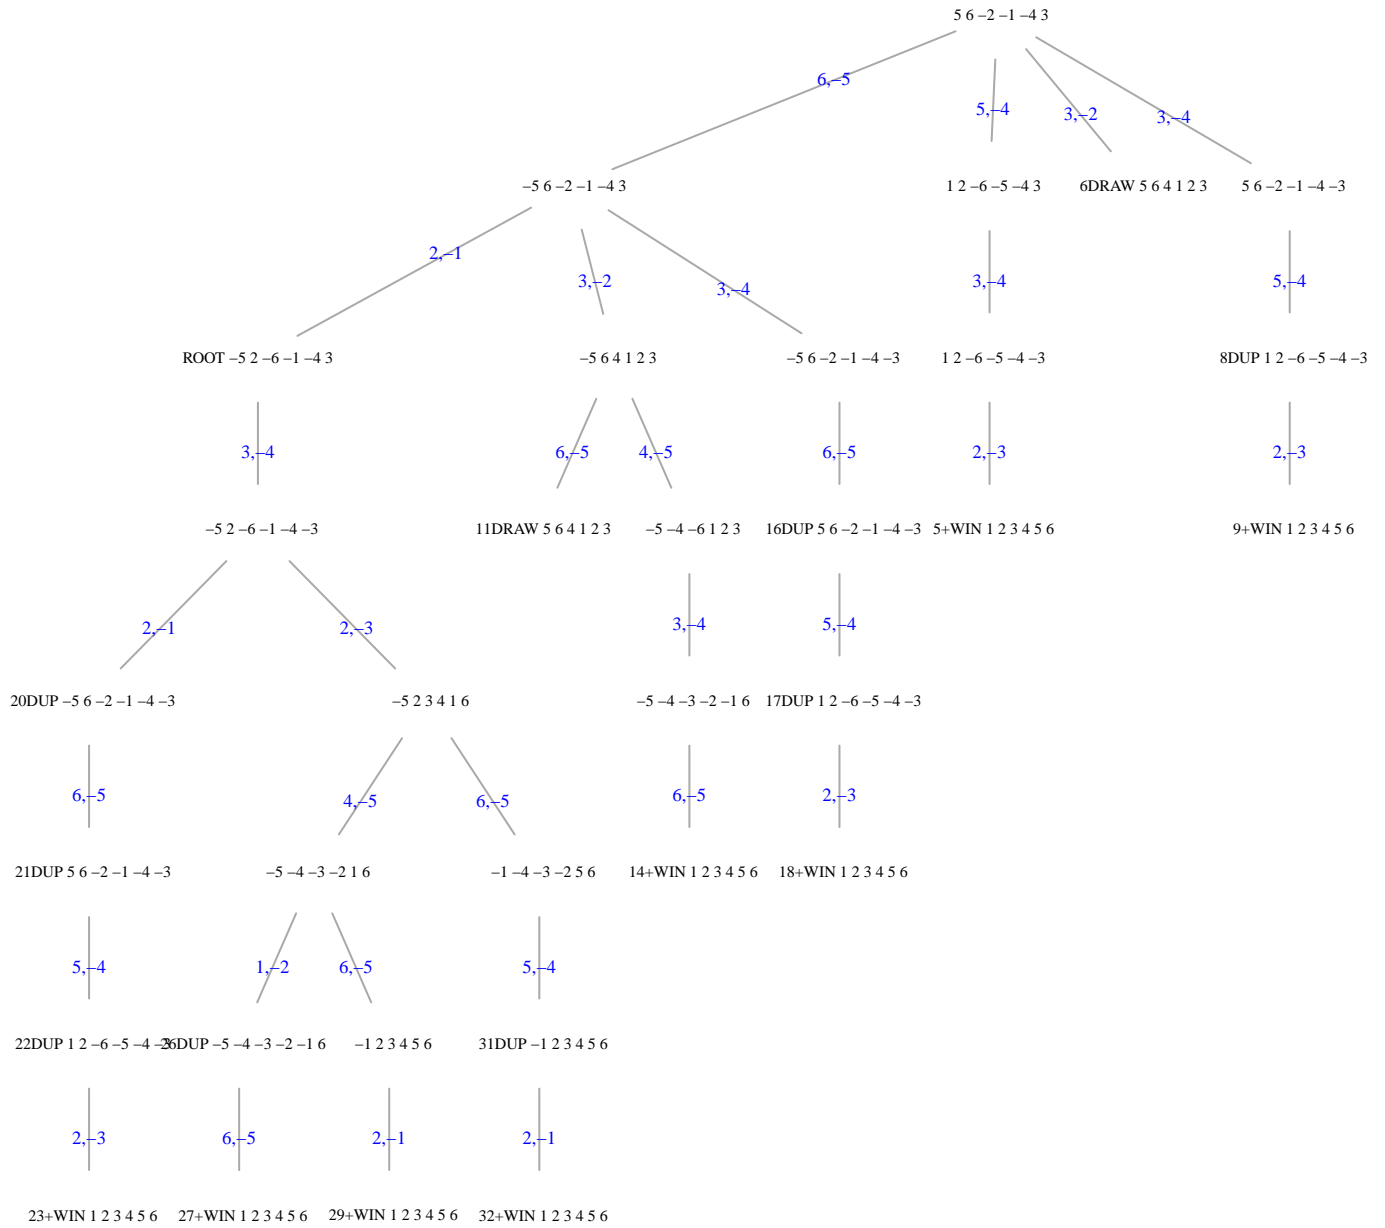 5 6 –2 –1 –4 3
6,–5
5,–4
3,–2
3,–4
–5 6 –2 –1 –4 3
1 2 –6 –5 –4 3
6DRAW 5 6 4 1 2 3
5 6 –2 –1 –4 –3
2,–1
3,–2
3,–4
3,–4
5,–4
ROOT –5 2 –6 –1 –4 3
–5 6 4 1 2 3
–5 6 –2 –1 –4 –3
1 2 –6 –5 –4 –3
8DUP 1 2 –6 –5 –4 –3
3,–4
6,–5
4,–5
6,–5
2,–3
2,–3
–5 2 –6 –1 –4 –3
11DRAW 5 6 4 1 2 3
–5 –4 –6 1 2 3
16DUP 5 6 –2 –1 –4 –3
5+WIN 1 2 3 4 5 6
9+WIN 1 2 3 4 5 6
2,–1
2,–3
3,–4
5,–4
20DUP –5 6 –2 –1 –4 –3
–5 2 3 4 1 6
–5 –4 –3 –2 –1 6
17DUP 1 2 –6 –5 –4 –3
6,–5
4,–5
6,–5
6,–5
2,–3
21DUP 5 6 –2 –1 –4 –3
–5 –4 –3 –2 1 6
–1 –4 –3 –2 5 6
14+WIN 1 2 3 4 5 6
18+WIN 1 2 3 4 5 6
5,–4
1,–2
6,–5
5,–4
22DUP 1 2 –6 –5 –4 –3
26DUP –5 –4 –3 –2 –1 6
–1 2 3 4 5 6
31DUP –1 2 3 4 5 6
2,–3
6,–5
2,–1
2,–1
23+WIN 1 2 3 4 5 6
27+WIN 1 2 3 4 5 6
29+WIN 1 2 3 4 5 6
32+WIN 1 2 3 4 5 6